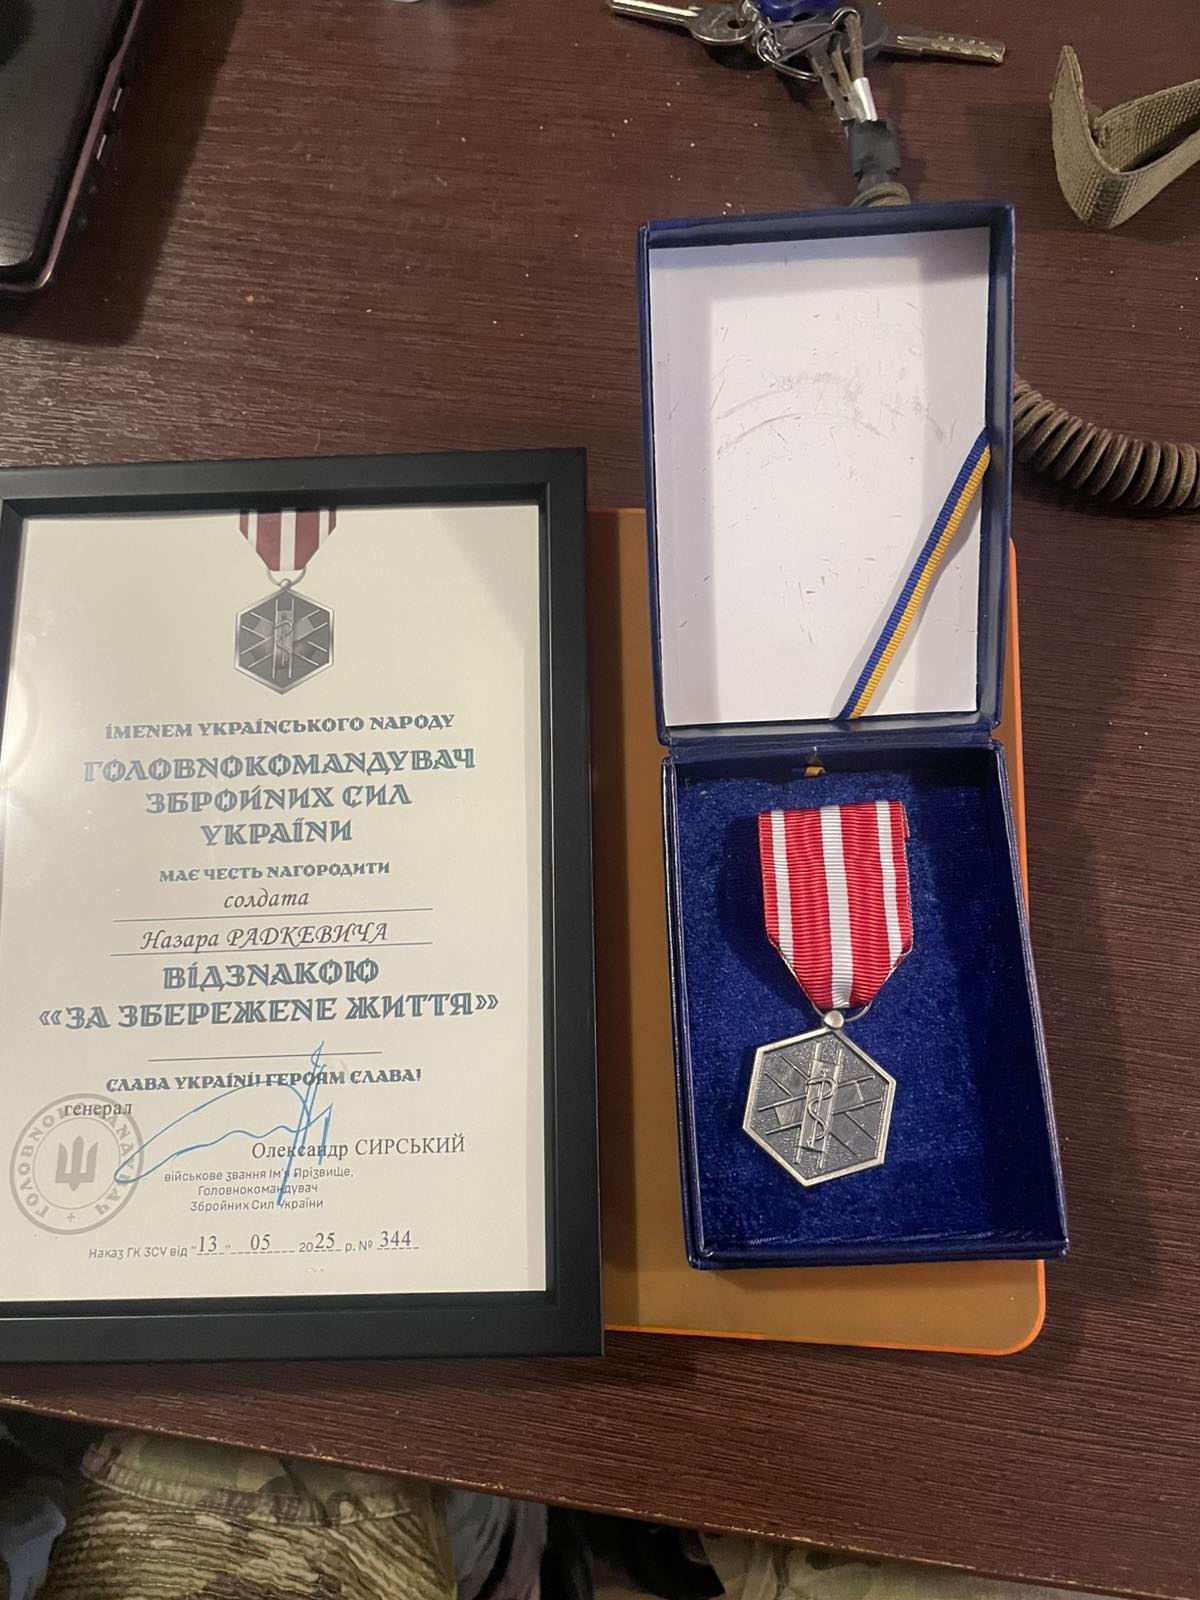 ІМЕНЕМ УКРАЇНСЬКОГО НАРОДУ
ГОЛОВНОКОМАНДУВАЧ
ЗБРОЙНИХ СИЛ
УКРАЇНИ
МАЄ ЧЕСТЬ НАГОРОДИТИ
солдата
Назара РАДКЕВИЧА
ВІДЗНАКОЮ
«ЗА ЗБЕРЕЖЕНЕ ЖИТТЯ»
СЛАВА УКРАЇНІ! ГЕРОЯМ СЛАВА!
генерал
ГОЛОВНОКОМАНДУВАЧ
Олександр СИРСЬКИЙ
військове звання Ім'я Прізвище,
Головнокомандувач
Збройних Сил України
Наказ ГК ЗСУ від "13" 05 2025 р. № 344